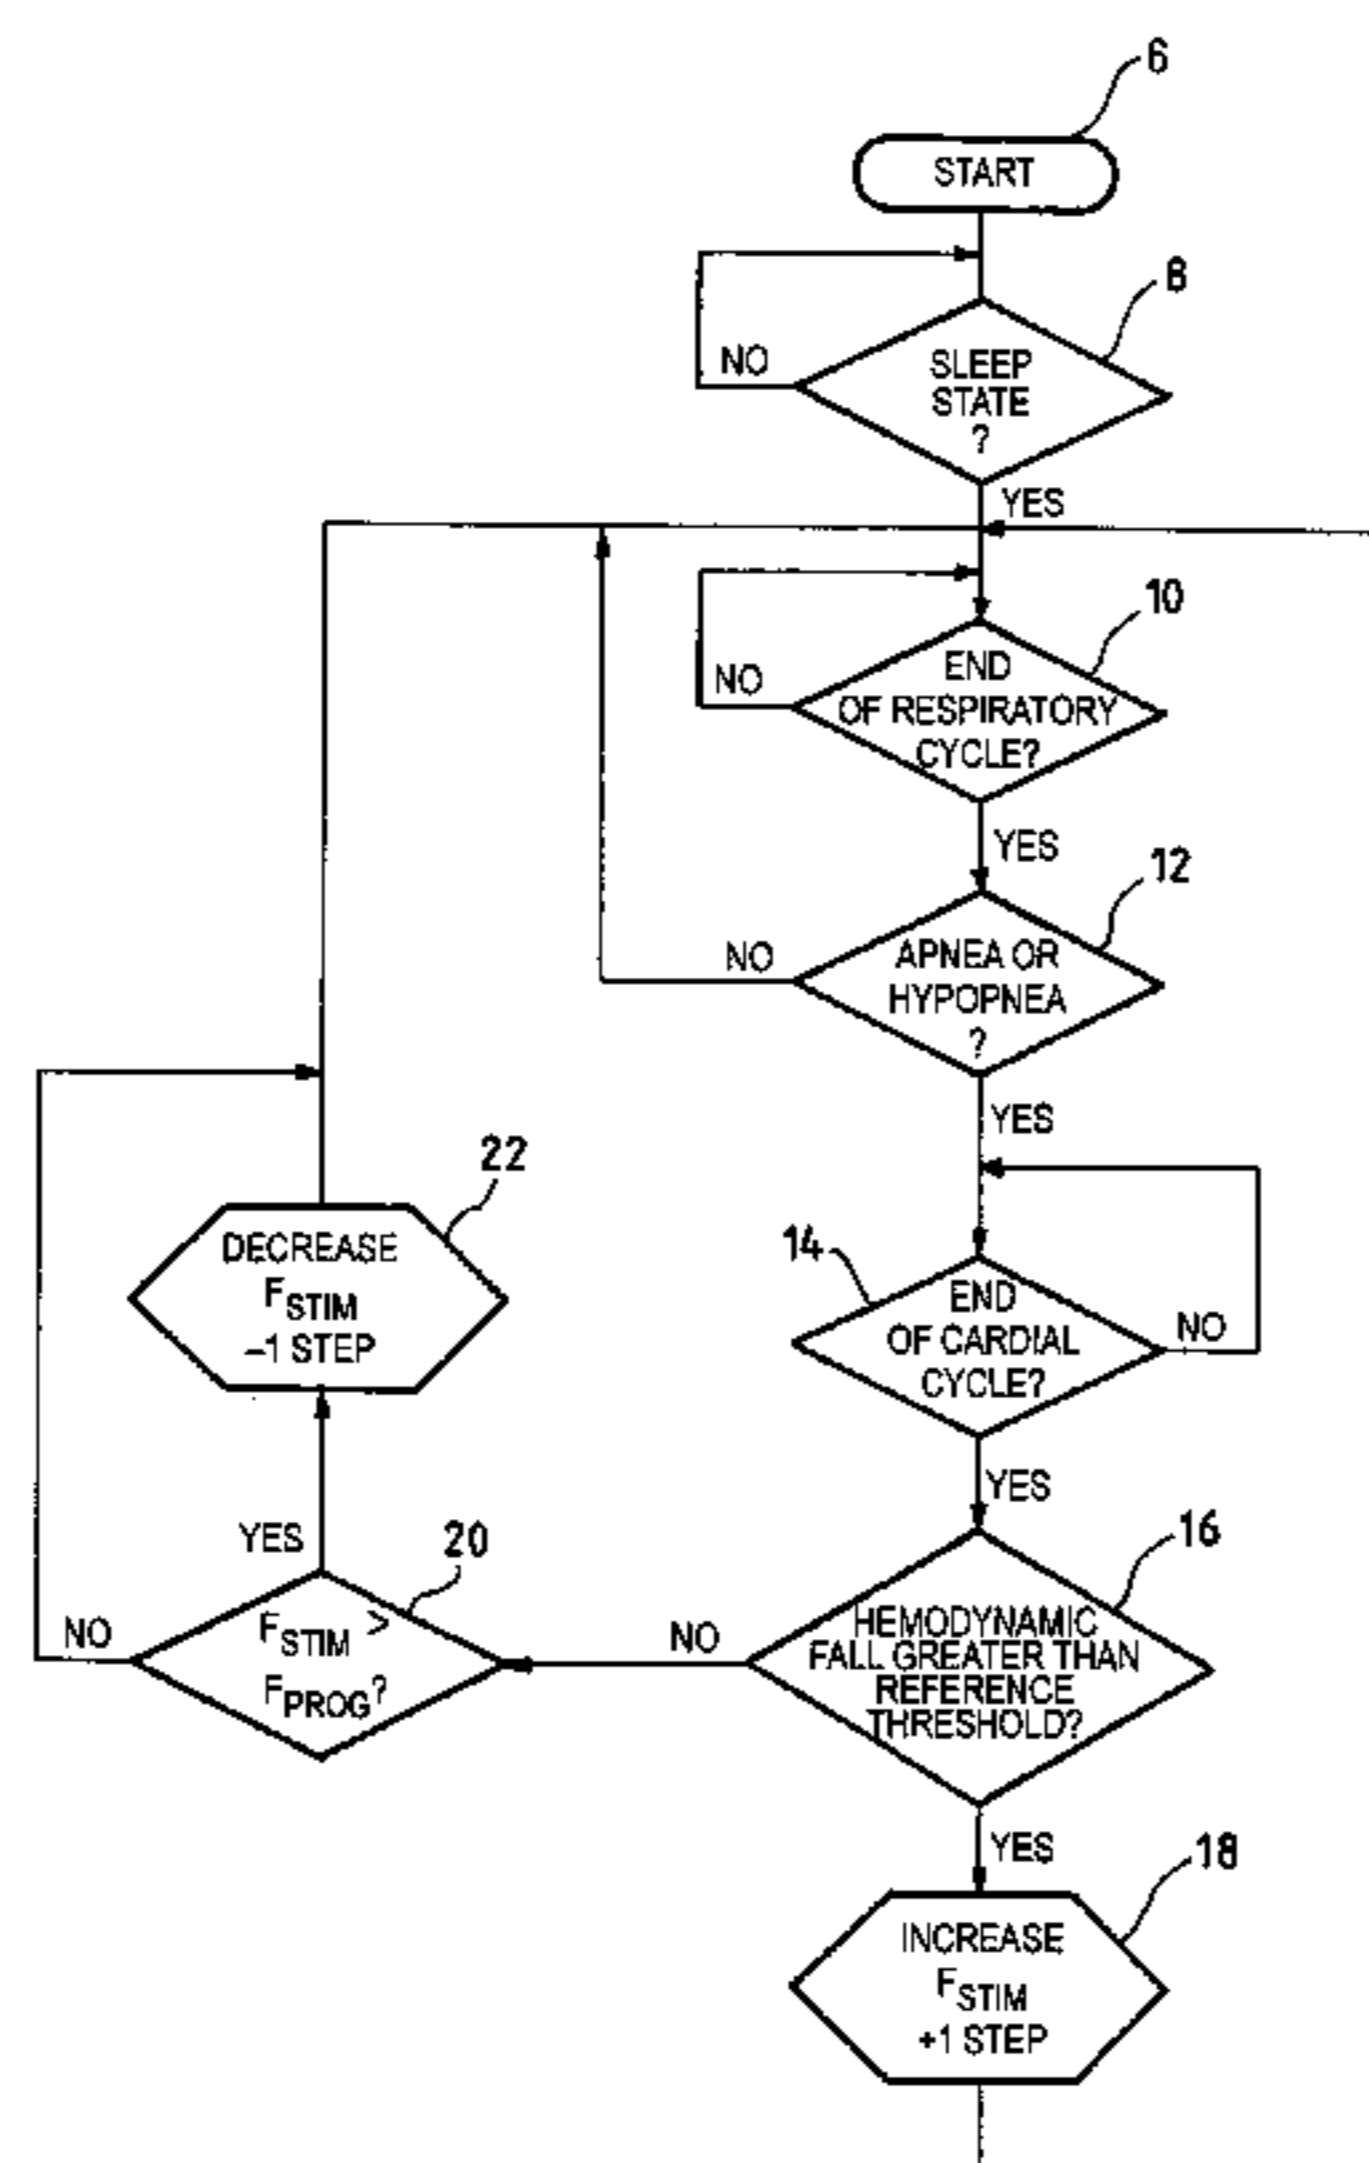 6
START
8
NO
SLEEP
STATE
?
YES
10
END
OF RESPIRATORY
CYCLE?
NO
YES
12
APNEA OR
HYPOPNEA
?
NO
YES
22
DECREASE
FSTIM
–1 STEP
14
END
OF CARDIAL
CYCLE?
NO
YES
YES
20
FSTIM >
FPROG?
NO
NO
16
HEMODYNAMIC
FALL GREATER THAN
REFERENCE
THRESHOLD?
YES
18
INCREASE
FSTIM
+1 STEP